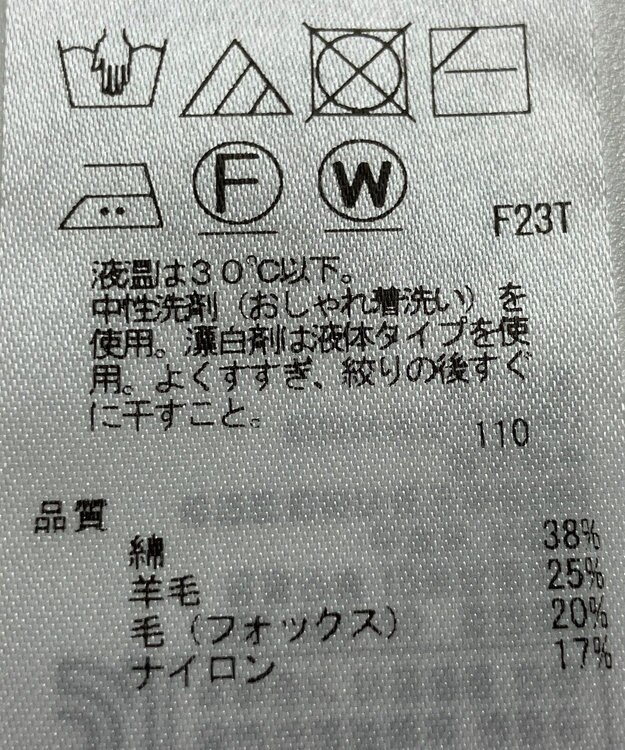 F
W
F23T
液温は30℃以下。
中性洗剤（おしゃれ着洗い）を
使用。漂白剤は液体タイプを使
用。よくすすぎ、絞りの後すぐ
に干すこと。
110
品質
綿 38%
羊毛 25%
毛（フォックス） 20%
ナイロン 17%